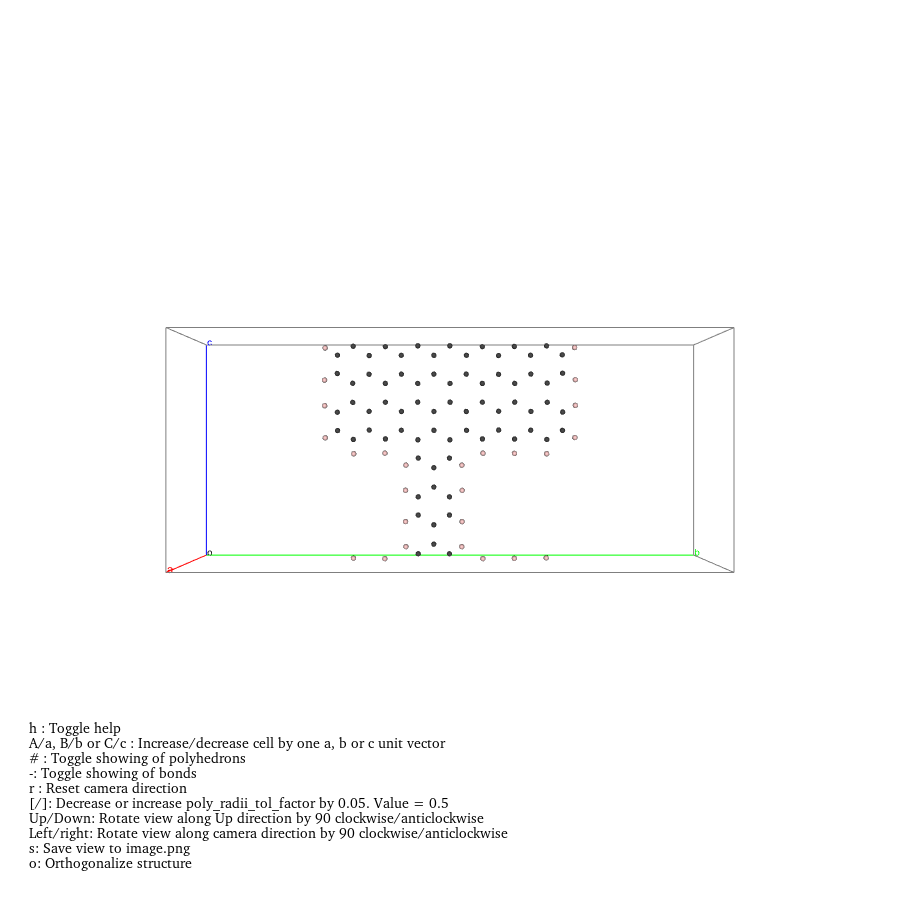 c
o
b
a
h : Toggle help
A/a, B/b or C/c : Increase/decrease cell by one a, b or c unit vector
# : Toggle showing of polyhedrons
-: Toggle showing of bonds
r : Reset camera direction
[/]: Decrease or increase poly_radii_tol_factor by 0.05. Value = 0.5
Up/Down: Rotate view along Up direction by 90 clockwise/anticlockwise
Left/right: Rotate view along camera direction by 90 clockwise/anticlockwise
s: Save view to image.png
o: Orthogonalize structure